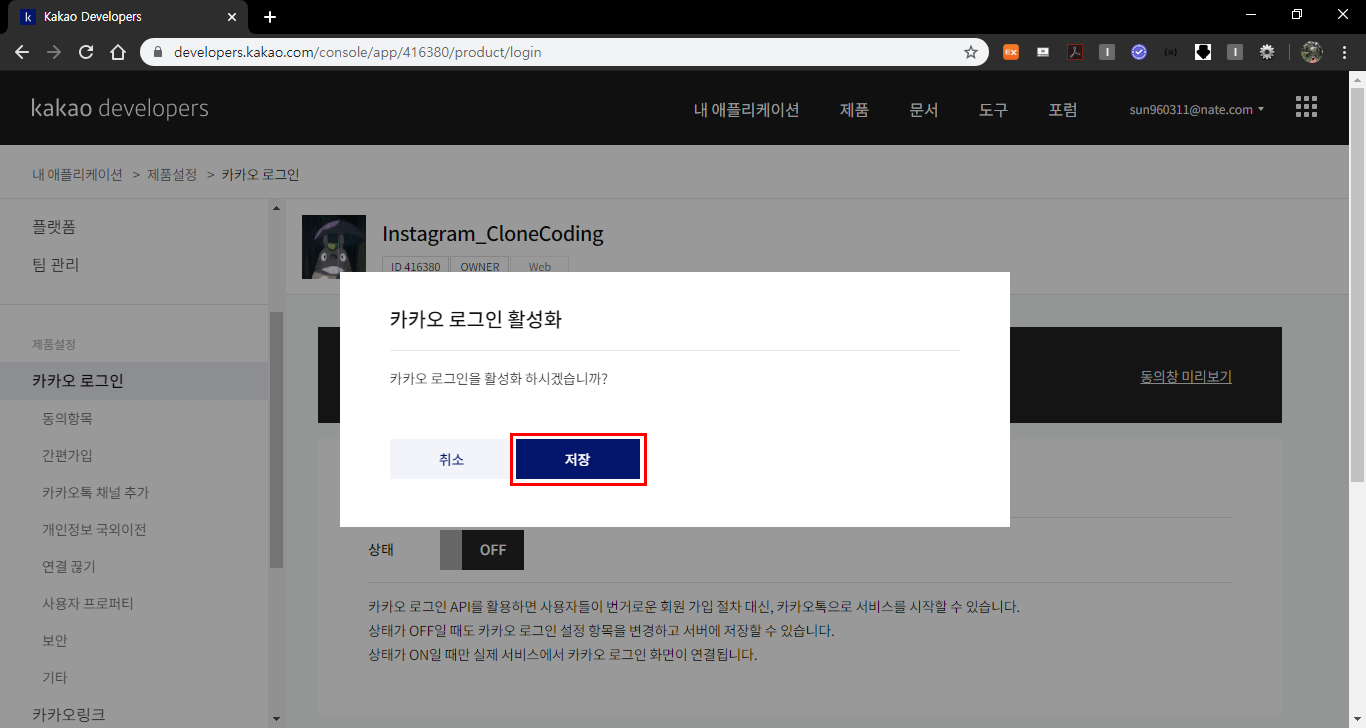 Kakao Developers
developers.kakao.com/console/app/416380/product/login
kakao developers
내 애플리케이션 제품 문서 도구 포럼 sun960311@nate.com
내 애플리케이션 > 제품설정 > 카카오 로그인
플랫폼
팀 관리
제품설정
카카오 로그인
동의항목
간편가입
카카오톡 채널 추가
개인정보 국외이전
연결 끊기
사용자 프로퍼티
보안
기타
카카오링크
Instagram_CloneCoding
ID 416380 OWNER Web
동의창 미리보기
카카오 로그인 활성화
카카오 로그인을 활성화 하시겠습니까?
취소 저장
상태 OFF
카카오 로그인 API를 활용하면 사용자들이 번거로운 회원 가입 절차 대신, 카카오톡으로 서비스를 시작할 수 있습니다.
상태가 OFF일 때도 카카오 로그인 설정 항목을 변경하고 서버에 저장할 수 있습니다.
상태가 ON일 때만 실제 서비스에서 카카오 로그인 화면이 연결됩니다.